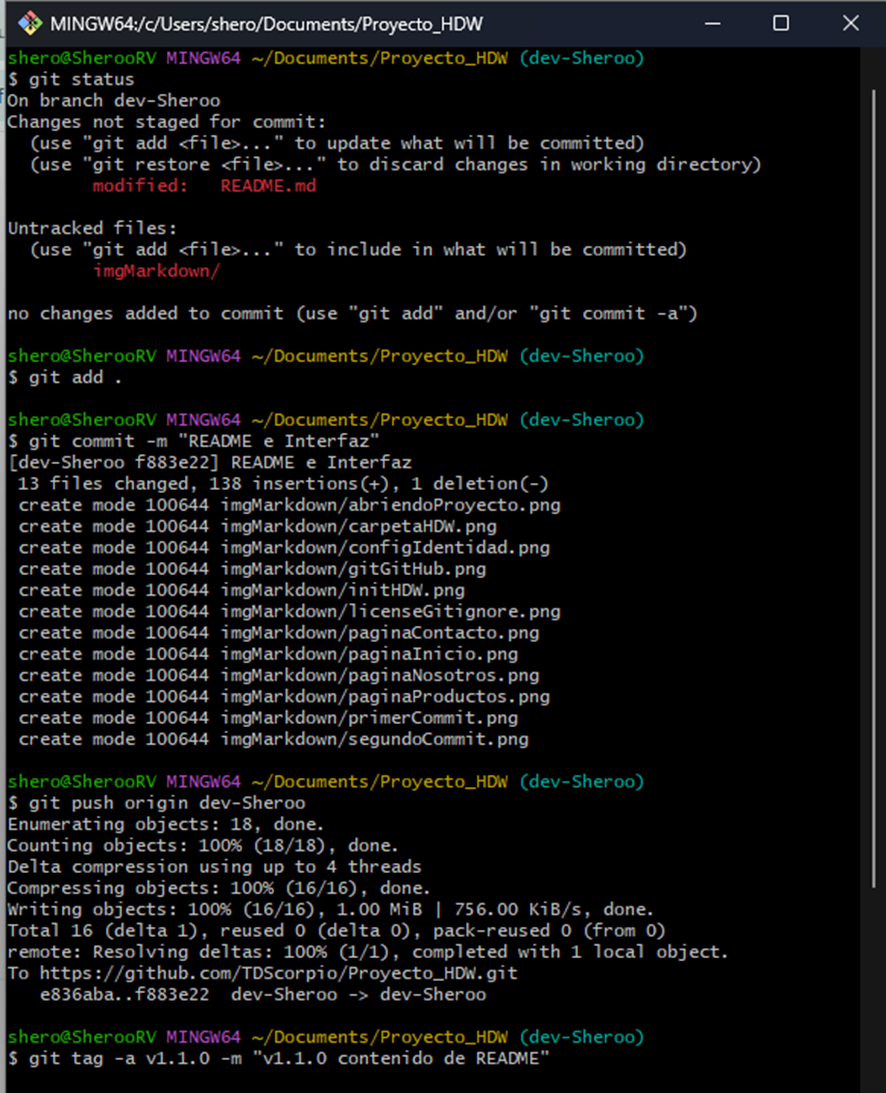 MINGW64:/c/Users/shero/Documents/Proyecto_HDW
shero@SherooRV MINGW64 ~/Documents/Proyecto_HDW (dev-Sheroo)
$ git status
On branch dev-Sheroo
Changes not staged for commit:
  (use "git add <file>..." to update what will be committed)
  (use "git restore <file>..." to discard changes in working directory)
        modified:   README.md

Untracked files:
  (use "git add <file>..." to include in what will be committed)
        imgMarkdown/

no changes added to commit (use "git add" and/or "git commit -a")

shero@SherooRV MINGW64 ~/Documents/Proyecto_HDW (dev-Sheroo)
$ git add .

shero@SherooRV MINGW64 ~/Documents/Proyecto_HDW (dev-Sheroo)
$ git commit -m "README e Interfaz"
[dev-Sheroo f883e22] README e Interfaz
 13 files changed, 138 insertions(+), 1 deletion(-)
 create mode 100644 imgMarkdown/abriendoProyecto.png
 create mode 100644 imgMarkdown/carpetaHDW.png
 create mode 100644 imgMarkdown/configIdentidad.png
 create mode 100644 imgMarkdown/gitGitHub.png
 create mode 100644 imgMarkdown/initHDW.png
 create mode 100644 imgMarkdown/licenseGitignore.png
 create mode 100644 imgMarkdown/paginaContacto.png
 create mode 100644 imgMarkdown/paginaInicio.png
 create mode 100644 imgMarkdown/paginaNosotros.png
 create mode 100644 imgMarkdown/paginaProductos.png
 create mode 100644 imgMarkdown/primerCommit.png
 create mode 100644 imgMarkdown/segundoCommit.png

shero@SherooRV MINGW64 ~/Documents/Proyecto_HDW (dev-Sheroo)
$ git push origin dev-Sheroo
Enumerating objects: 18, done.
Counting objects: 100% (18/18), done.
Delta compression using up to 4 threads
Compressing objects: 100% (16/16), done.
Writing objects: 100% (16/16), 1.00 MiB | 756.00 KiB/s, done.
Total 16 (delta 1), reused 0 (delta 0), pack-reused 0 (from 0)
remote: Resolving deltas: 100% (1/1), completed with 1 local object.
To https://github.com/TDScorpio/Proyecto_HDW.git
   e836aba..f883e22  dev-Sheroo -> dev-Sheroo

shero@SherooRV MINGW64 ~/Documents/Proyecto_HDW (dev-Sheroo)
$ git tag -a v1.1.0 -m "v1.1.0 contenido de README"